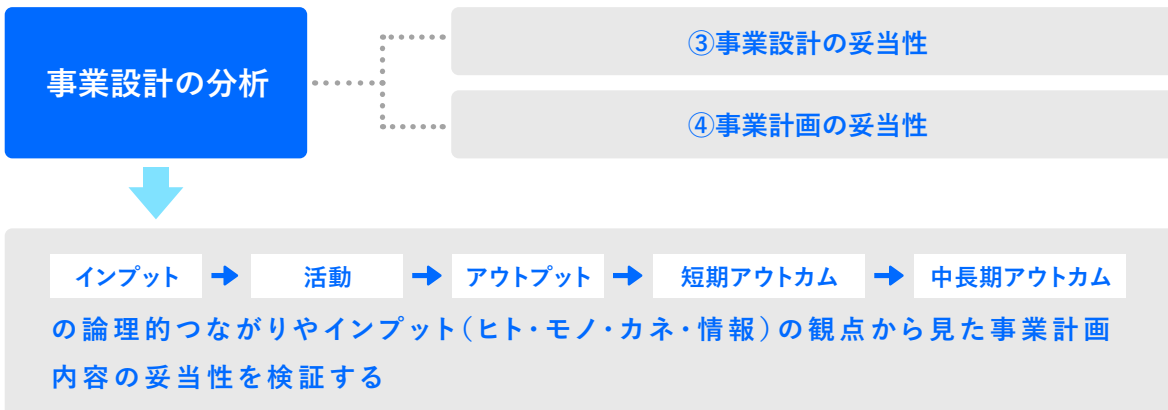 事業設計の分析
③事業設計の妥当性
④事業計画の妥当性
インプット
活動
アウトプット
短期アウトカム
中長期アウトカム
の論理的つながりやインプット(ヒト・モノ・カネ・情報)の観点から見た事業計画
内容の妥当性を検証する